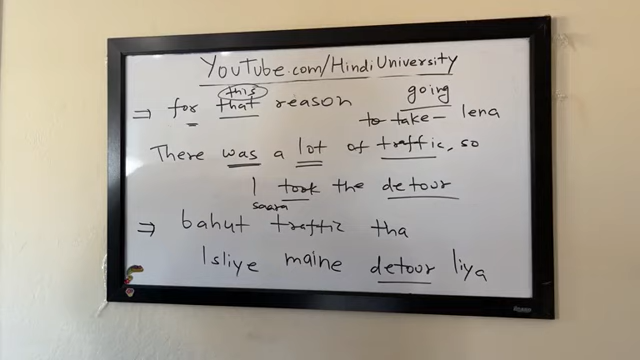 YouTube.com/HindiUniversity
this going
⇒ for that reason
to take - lena
There was a lot of traffic, so
I took the detour
saara
⇒ bahut traffic tha
Isliye maine detour liya